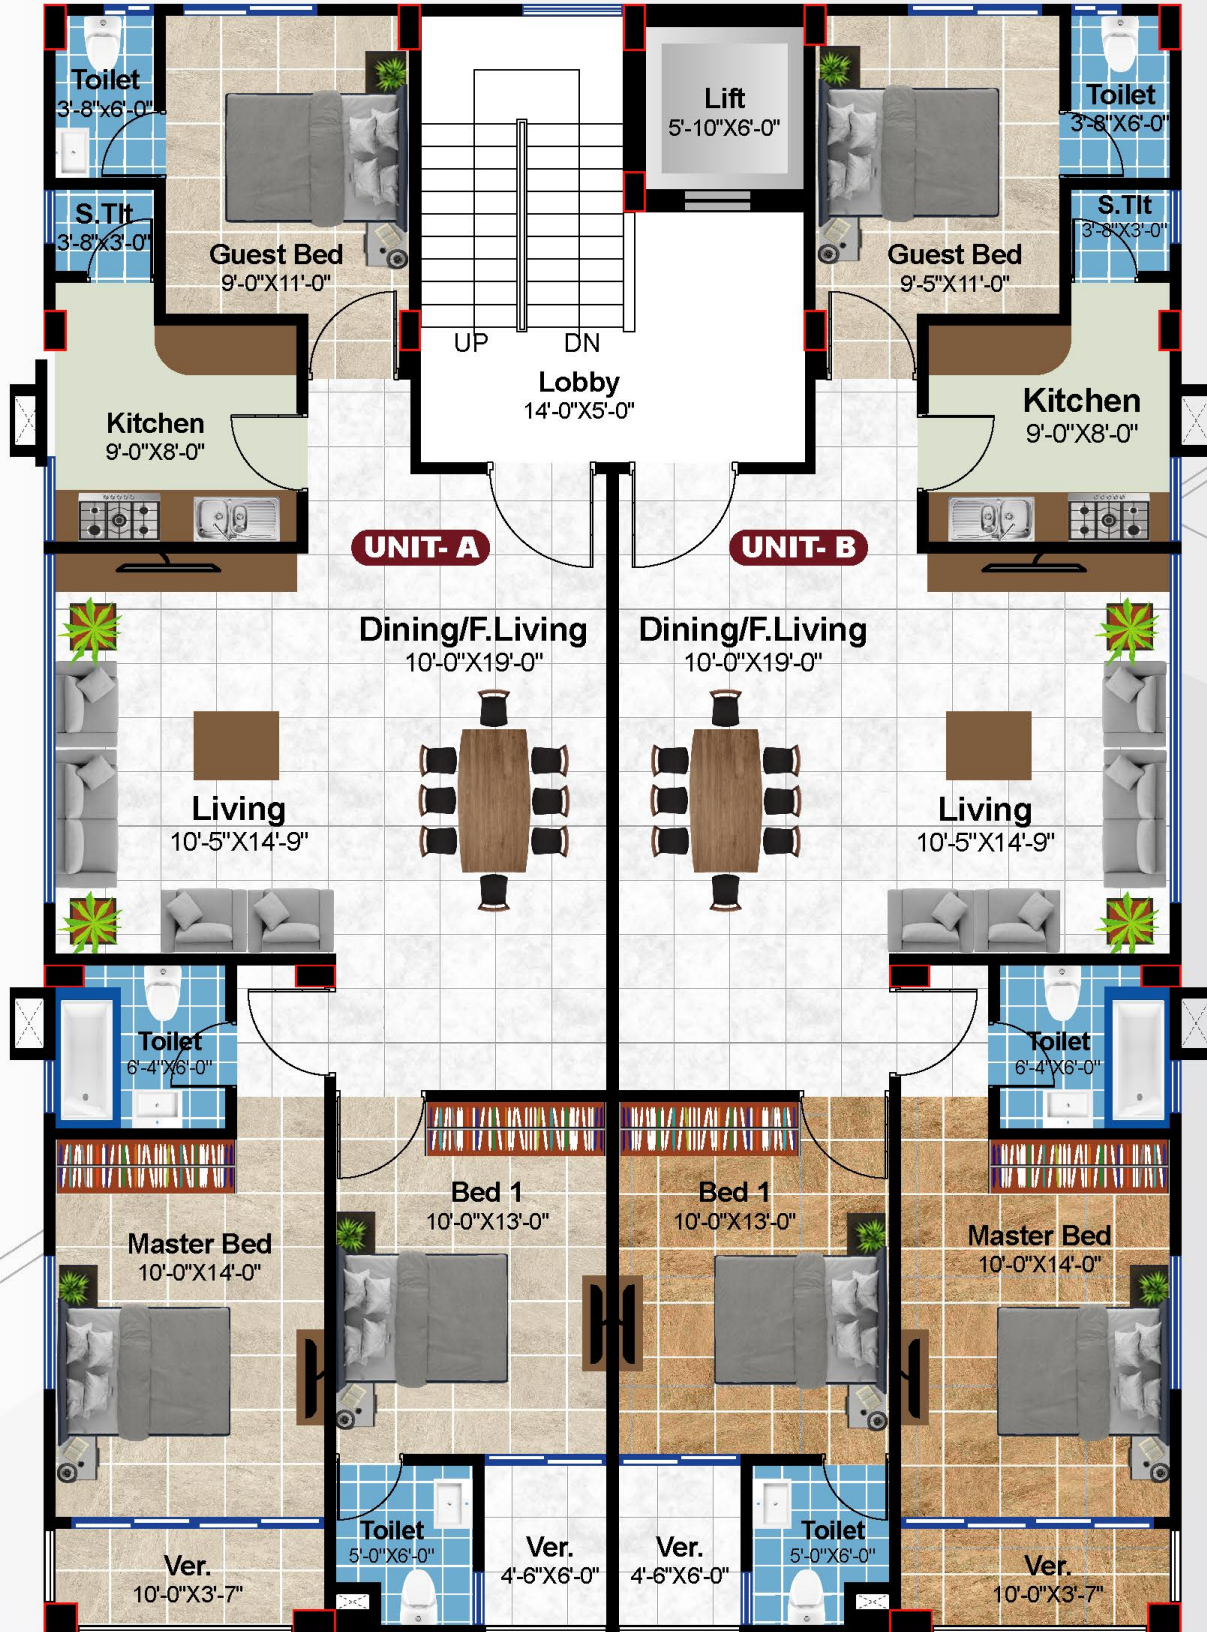 Toilet
3'-8"x6'-0"
Lift
5'-10"X6'-0"
Toilet
3'-8"X6'-0"
S.Tlt
3'-8"x3'-0"
S.Tlt
3'-8"X3'-0"
Guest Bed
9'-0"X11'-0"
Guest Bed
9'-5"X11'-0"
UP
DN
Lobby
14'-0"X5'-0"
Kitchen
9'-0"X8'-0"
Kitchen
9'-0"X8'-0"
UNIT- A
UNIT- B
Dining/F.Living
10'-0"X19'-0"
Dining/F.Living
10'-0"X19'-0"
Living
10'-5"X14'-9"
Living
10'-5"X14'-9"
Toilet
6'-4"X6'-0"
Toilet
6'-4"X6'-0"
Bed 1
10'-0"X13'-0"
Bed 1
10'-0"X13'-0"
Master Bed
10'-0"X14'-0"
Master Bed
10'-0"X14'-0"
Toilet
5'-0"X6'-0"
Toilet
5'-0"X6'-0"
Ver.
4'-6"X6'-0"
Ver.
4'-6"X6'-0"
Ver.
10'-0"X3'-7"
Ver.
10'-0"X3'-7"